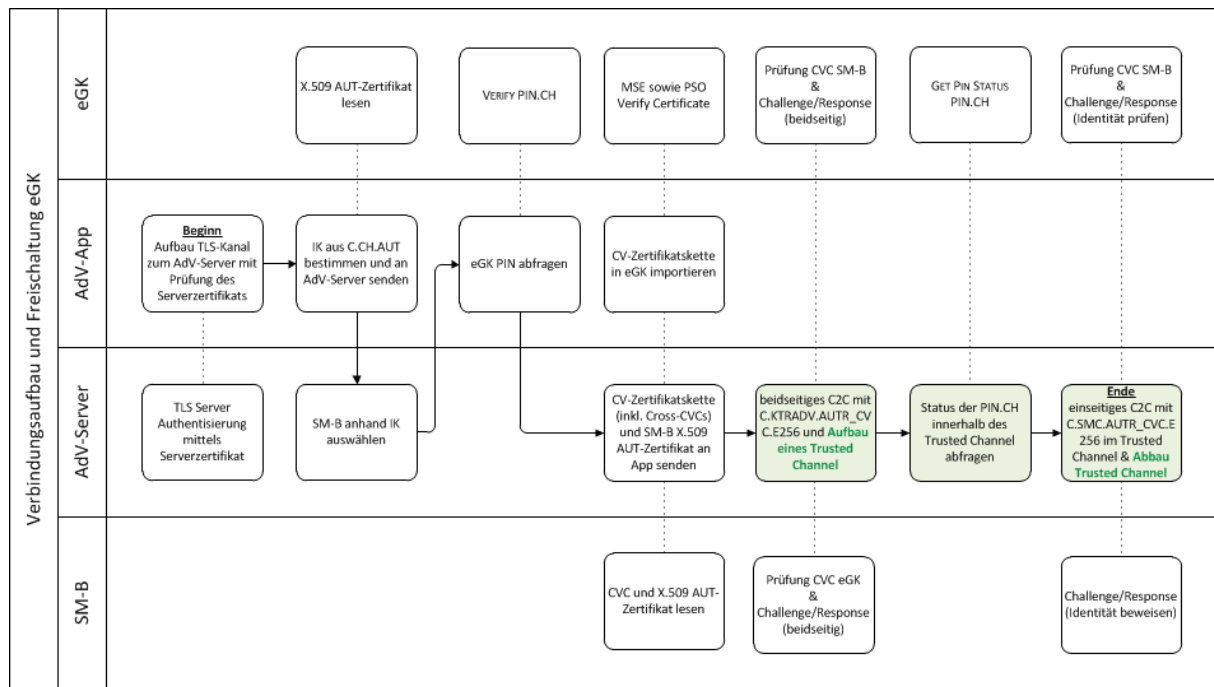 Verbindungsaufbau und Freischaltung eGK
eGK
X.509 AUT-Zertifikat
lesen
VERIFY PIN.CH
MSE sowie PSO
Verify Certificate
Prüfung CVC SM-B
&
Challenge/Response
(beidseitig)
GET PIN STATUS
PIN.CH
Prüfung CVC SM-B
&
Challenge/Response
(Identität prüfen)
AdV-App
Beginn
Aufbau TLS-Kanal
zum AdV-Server mit
Prüfung des
Serverzertifikats
IK aus C.CH.AUT
bestimmen und an
AdV-Server senden
eGK PIN abfragen
CV-Zertifikatskette
in eGK importieren
AdV-Server
TLS Server
Authentisierung
mittels
Serverzertifikat
SM-B anhand IK
auswählen
CV-Zertifikatskette
(inkl. Cross-CVCs)
und SM-B X.509
AUT-Zertifikat an
App senden
beidseitiges C2C mit
C.KTRADV.AUTR_CV
C.E256 und Aufbau
eines Trusted
Channel
Status der PIN.CH
innerhalb des
Trusted Channel
abfragen
Ende
einseitiges C2C mit
C.SMC.AUTR_CVC.E
256 im Trusted
Channel & Abbau
Trusted Channel
SM-B
CVC und X.509 AUT-
Zertifikat lesen
Prüfung CVC eGK
&
Challenge/Response
(beidseitig)
Challenge/Response
(Identität beweisen)